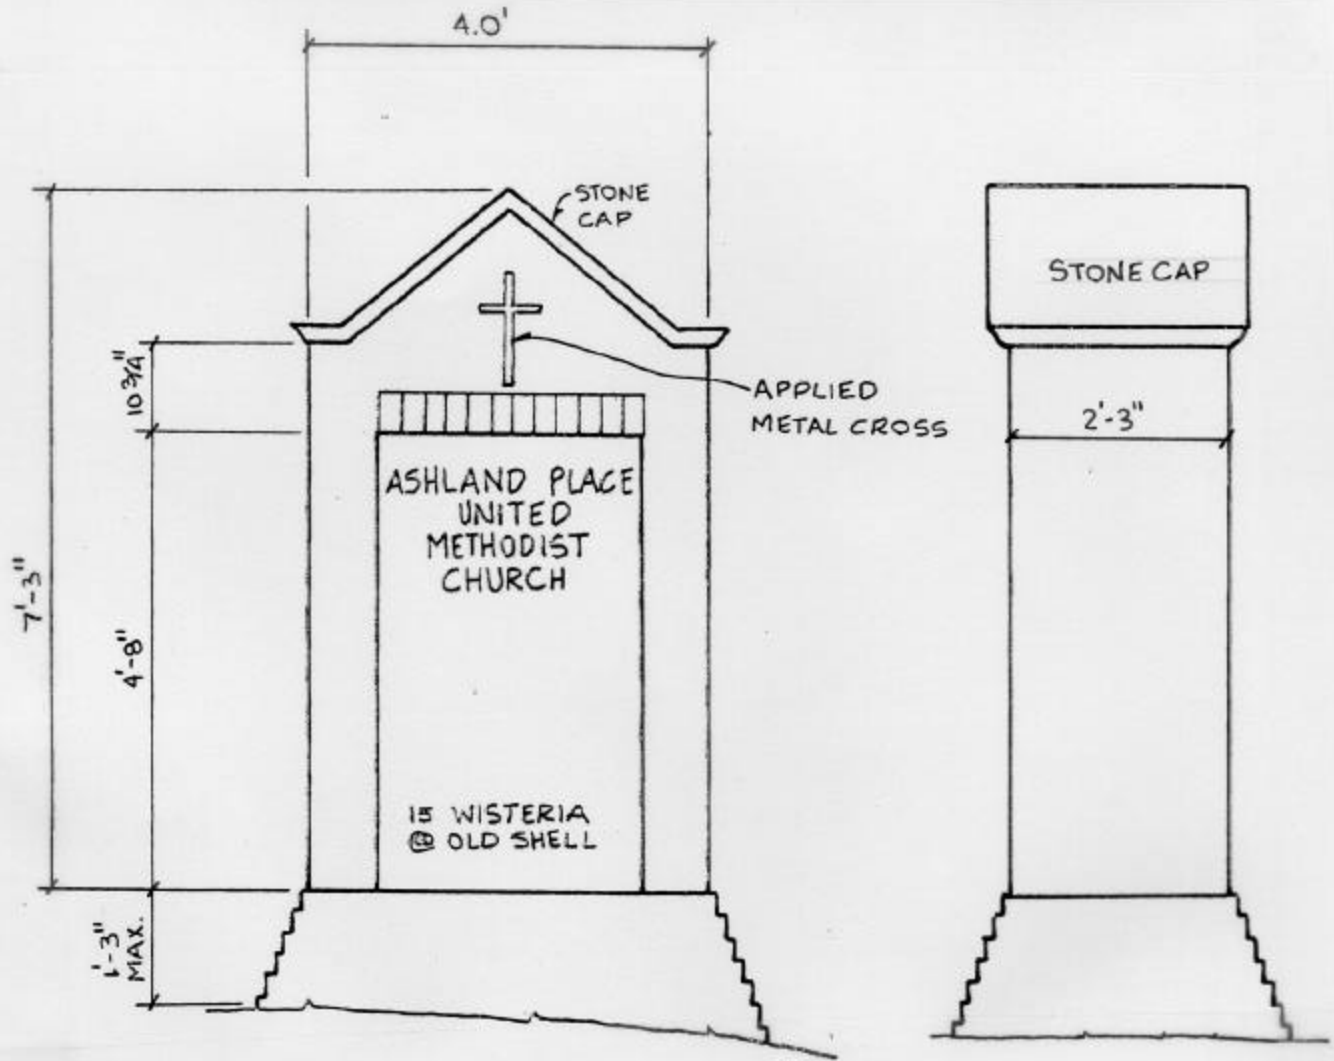 4.0'
STONE
CAP
STONE CAP
10 3/4"
APPLIED
METAL CROSS
2'-3"
ASHLAND PLACE
UNITED
METHODIST
CHURCH
7'-3"
4'-8"
15 WISTERIA
@ OLD SHELL
1'-3"
MAX.